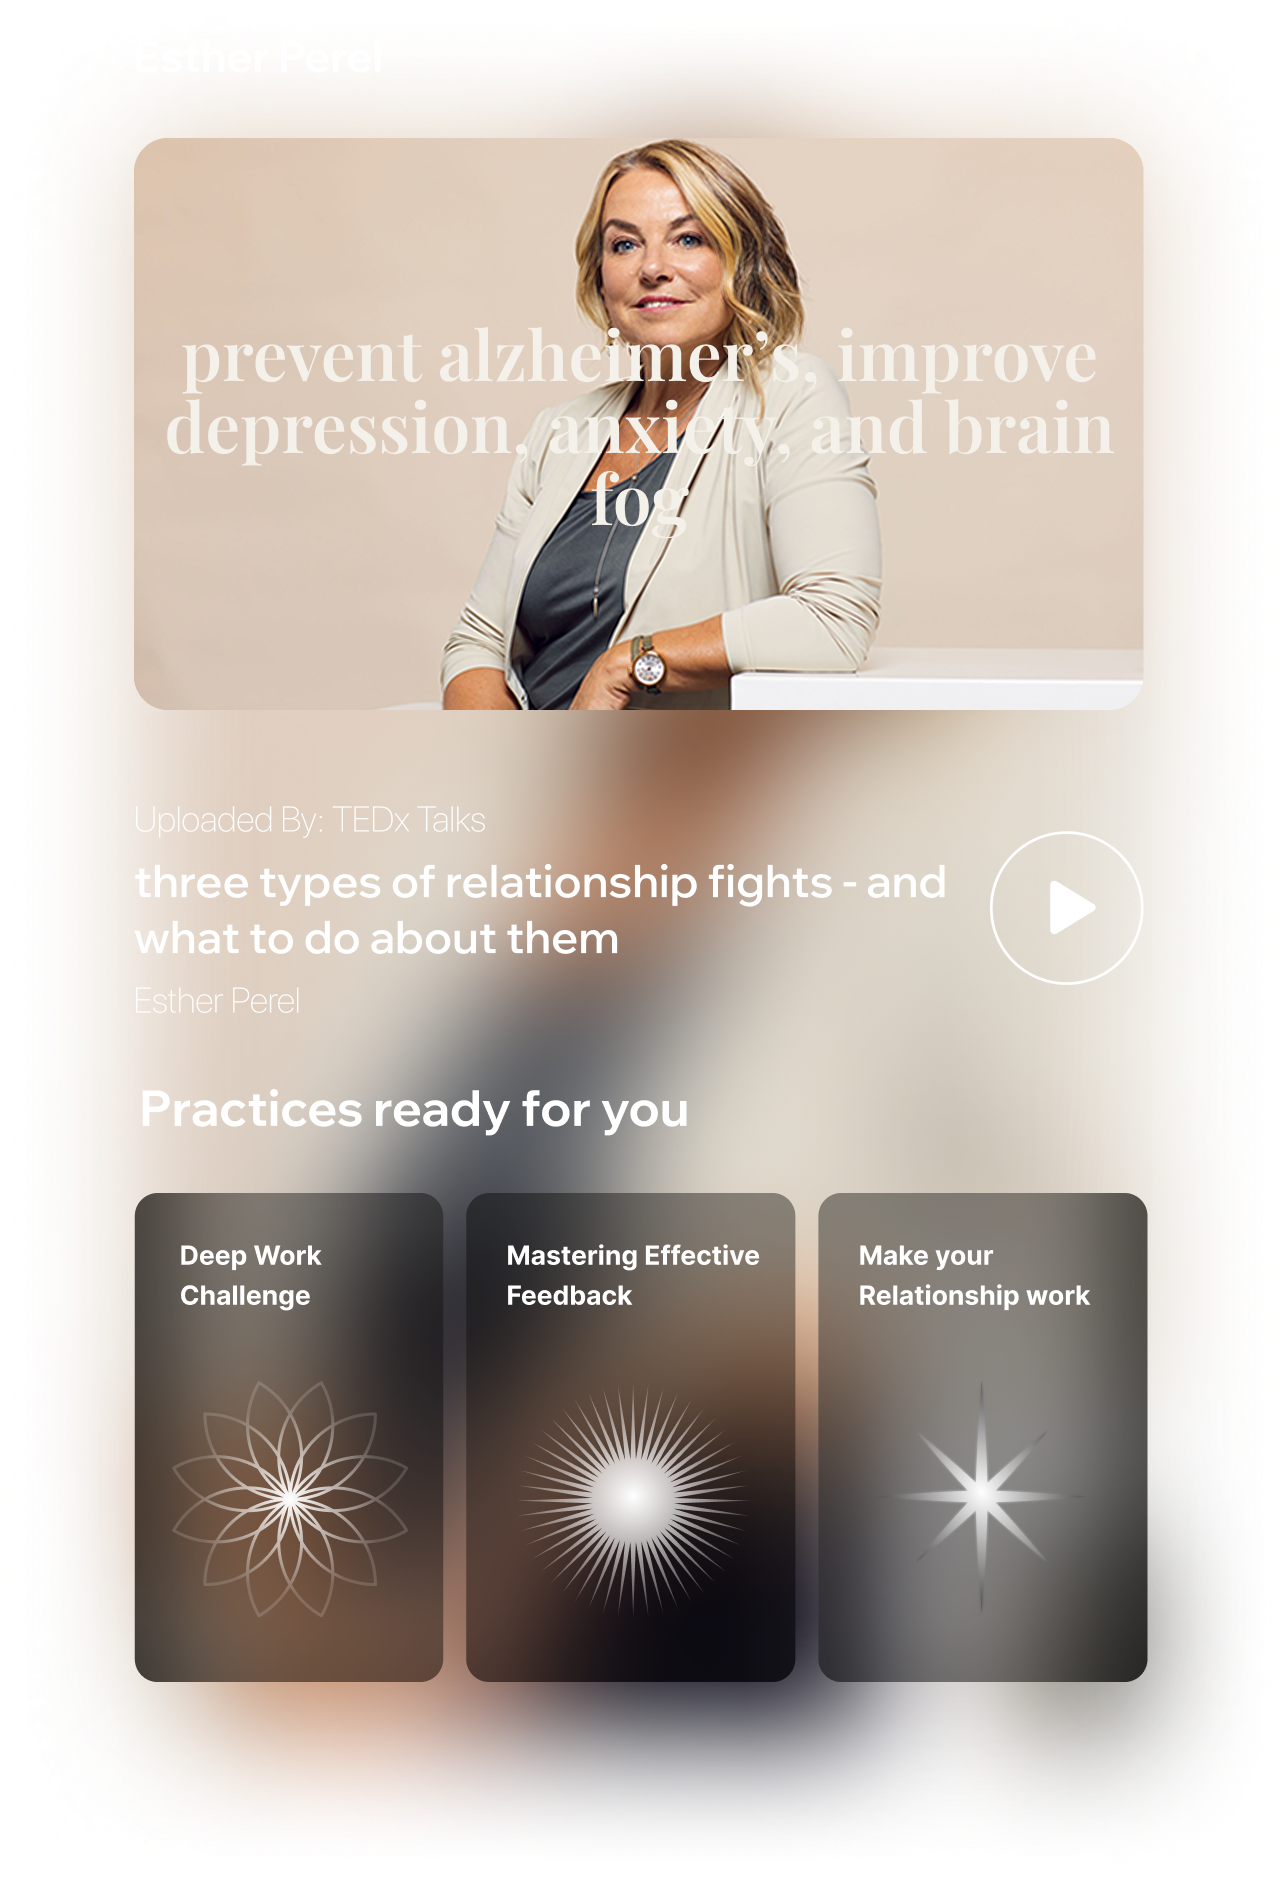 Esther Perel
prevent alzheimer’s, improve
depression, anxiety, and brain
fog
Uploaded By: TEDx Talks
three types of relationship fights - and
what to do about them
Esther Perel
Practices ready for you
Deep Work
Challenge
Mastering Effective
Feedback
Make your
Relationship work